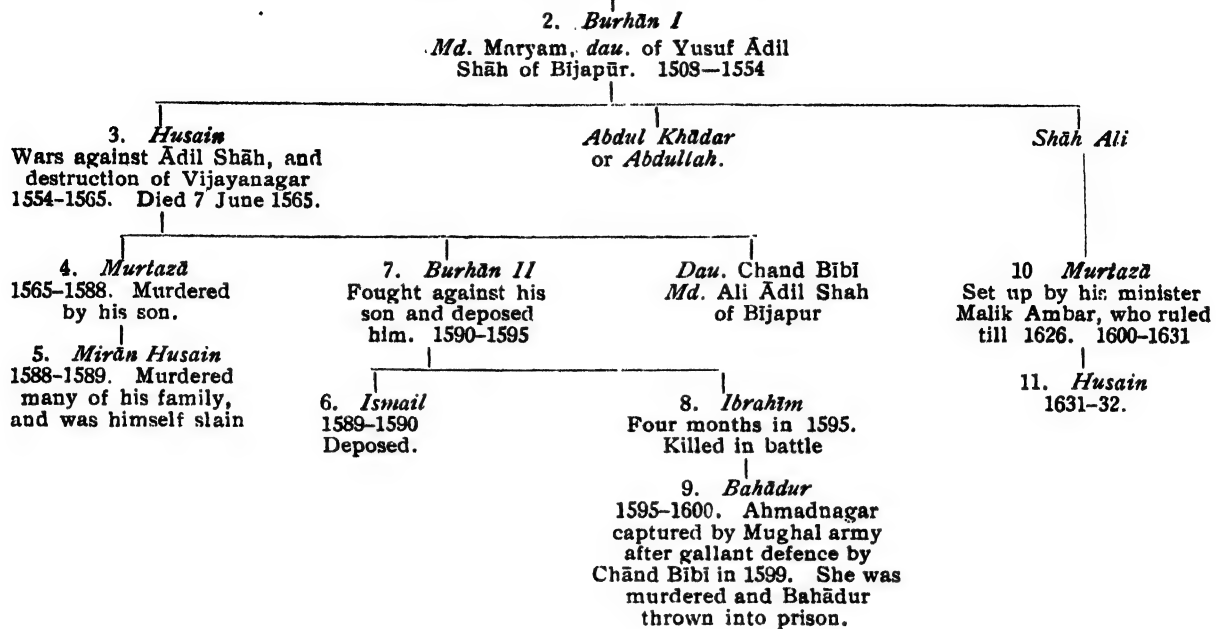 2. Burhān I
Md. Maryam, dau. of Yusuf Ādil
Shāh of Bījapūr. 1508—1554
3. Husain
Wars against Ādil Shāh, and
destruction of Vijayanagar
1554–1565. Died 7 June 1565.
Abdul Khādar
or Abdullah.
Shāh Ali
4. Murtazā
1565–1588. Murdered
by his son.
7. Burhān II
Fought against his
son and deposed
him. 1590–1595
Dau. Chand Bībī
Md. Ali Ādil Shah
of Bījapur
10 Murtazā
Set up by his minister
Malik Ambar, who ruled
till 1626. 1600–1631
5. Mirān Husain
1588–1589. Murdered
many of his family,
and was himself slain
6. Ismail
1589–1590
Deposed.
8. Ibrahīm
Four months in 1595.
Killed in battle
11. Husain
1631–32.
9. Bahādur
1595–1600. Ahmadnagar
captured by Mughal army
after gallant defence by
Chānd Bībī in 1599. She was
murdered and Bahādur
thrown into prison.